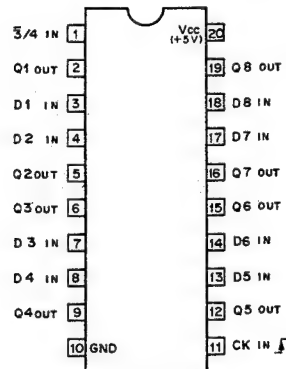 3̅/4 IN 1
Q1 OUT 2
D1 IN 3
D2 IN 4
Q2 OUT 5
Q3 OUT 6
D3 IN 7
D4 IN 8
Q4 OUT 9
10 GND
Vcc 20
(+5V)
19 Q8 OUT
18 D8 IN
17 D7 IN
16 Q7 OUT
15 Q6 OUT
14 D6 IN
13 D5 IN
12 Q5 OUT
11 CK IN